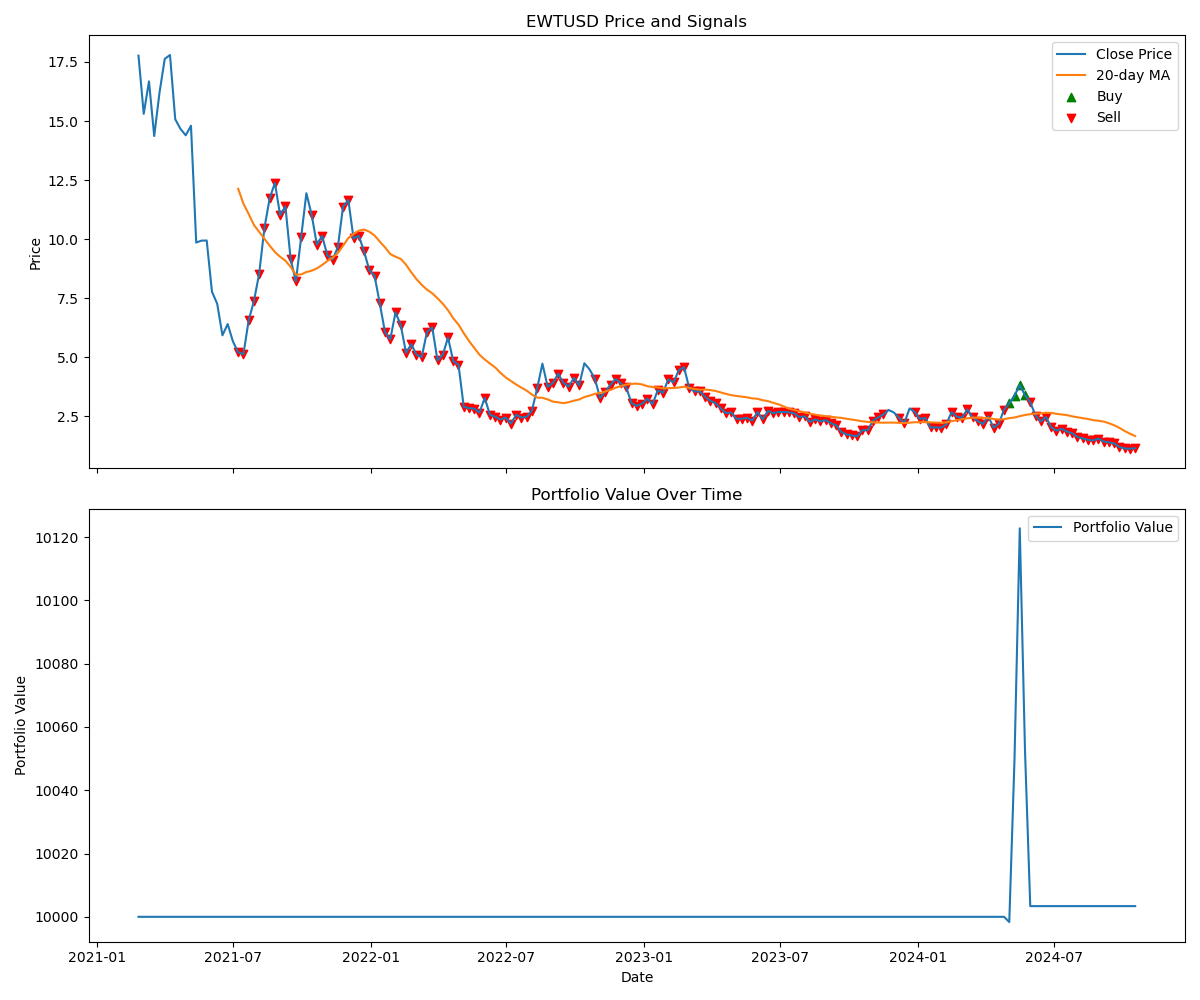 EWTUSD Price and Signals
Price
17.5
15.0
12.5
10.0
7.5
5.0
2.5
Close Price
20-day MA
Buy
Sell
Portfolio Value Over Time
Portfolio Value
10120
10100
10080
10060
10040
10020
10000
Portfolio Value
2021-01
2021-07
2022-01
2022-07
2023-01
2023-07
2024-01
2024-07
Date